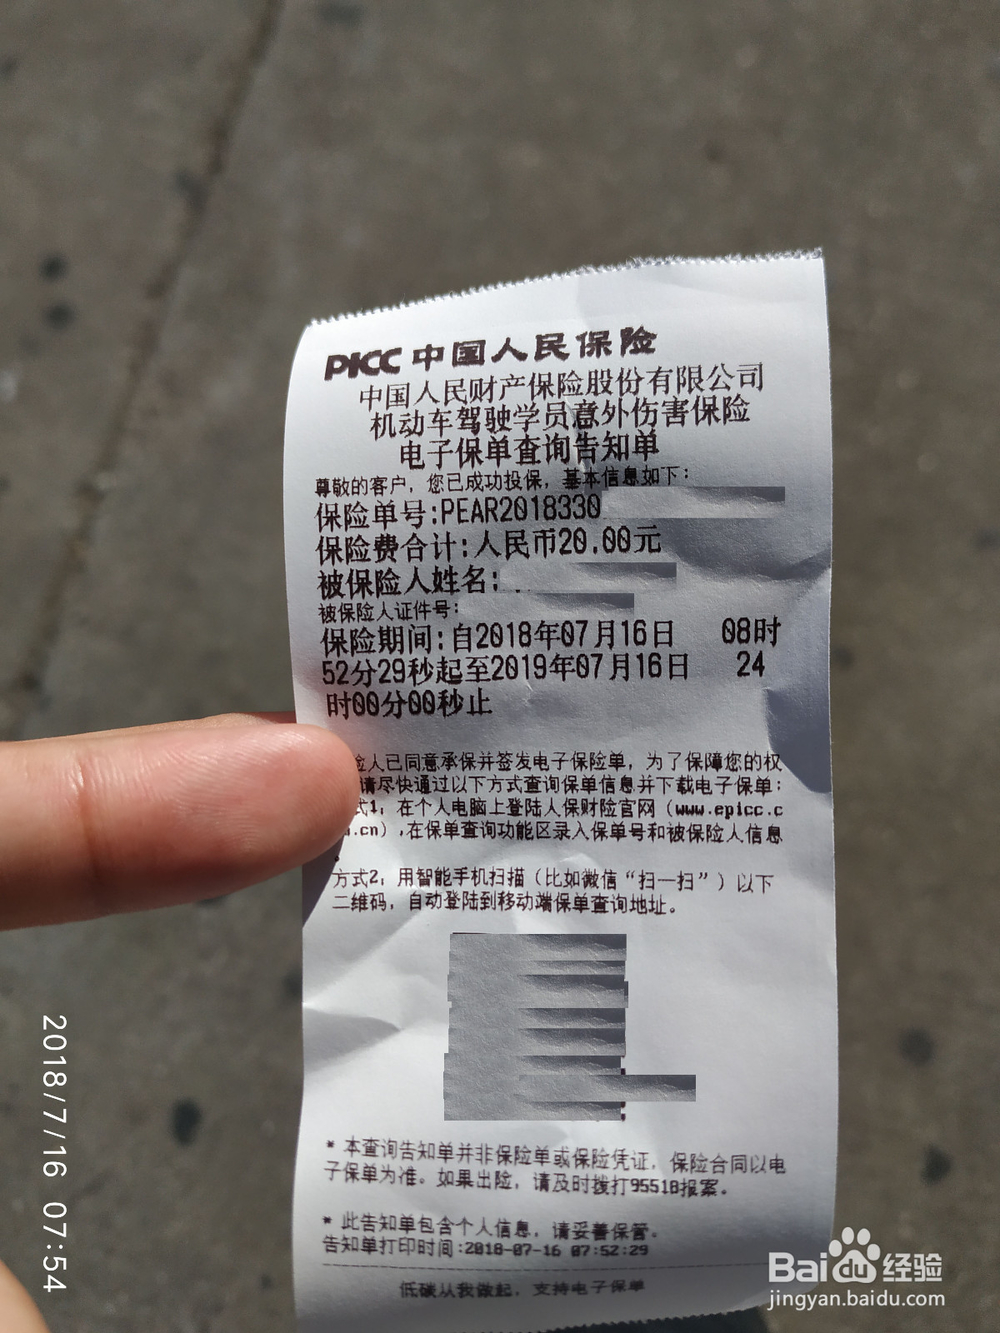 PICC 中国人民保险
中国人民财产保险股份有限公司
机动车驾驶学员意外伤害保险
电子保单查询告知单
尊敬的客户，您已成功投保，基本信息如下：
保险单号:PEAR2018330
保险费合计:人民币20.00元
被保险人姓名:
被保险人证件号:
保险期间:自2018年07月16日 08时
52分29秒起至2019年07月16日 24
时00分00秒止
险人已同意承保并签发电子保险单，为了保障您的权
请尽快通过以下方式查询保单信息并下载电子保单：
式1，在个人电脑上登陆人保财险官网（www.epicc.c
.cn）,在保单查询功能区录入保单号和被保险人信息
。
方式2，用智能手机扫描（比如微信“扫一扫”）以下
二维码，自动登陆到移动端保单查询地址。
* 本查询告知单并非保险单或保险凭证，保险合同以电
子保单为准。如果出险，请及时拨打95518报案。
* 此告知单包含个人信息，请妥善保管。
告知单打印时间:2018-07-16 07:52:29
低碳从我做起，支持电子保单
2018/7/16 07:54
Bai du 经验
jingyan.baidu.com